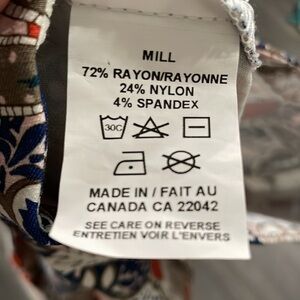 MILL
72% RAYON/RAYONNE
24% NYLON
4% SPANDEX
30C
MADE IN / FAIT AU
CANADA CA 22042
SEE CARE ON REVERSE
ENTRETIEN VOIR L'ENVERS